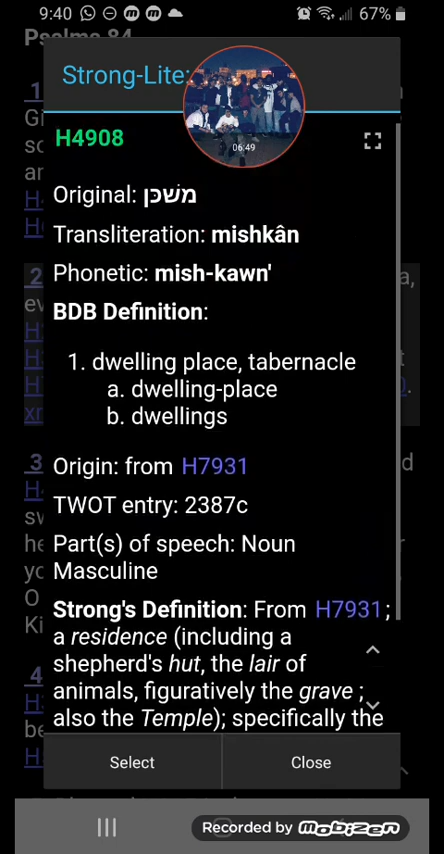 9:40
67%
Psalms 84
Strong-Lite:
06:49
H4908
Original: משׁכּן
Transliteration: mishkân
Phonetic: mish-kawn'
BDB Definition:
1. dwelling place, tabernacle
a. dwelling-place
b. dwellings
Origin: from H7931
TWOT entry: 2387c
Part(s) of speech: Noun
Masculine
Strong's Definition: From H7931;
a residence (including a
shepherd's hut, the lair of
animals, figuratively the grave ;
also the Temple); specifically the
Select Close
Recorded by Mobizen